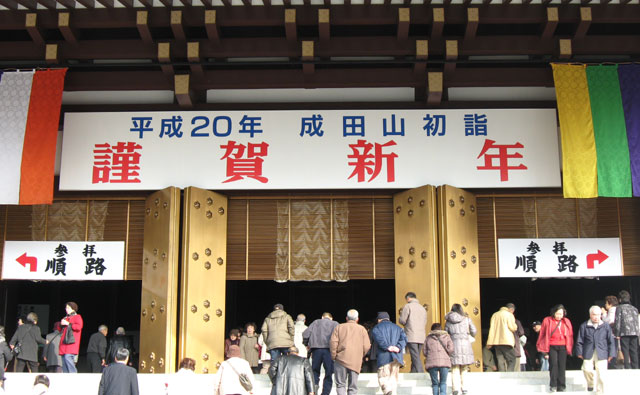 平成20年 成田山初詣
謹賀新年
参拝
順路
参拝
順路